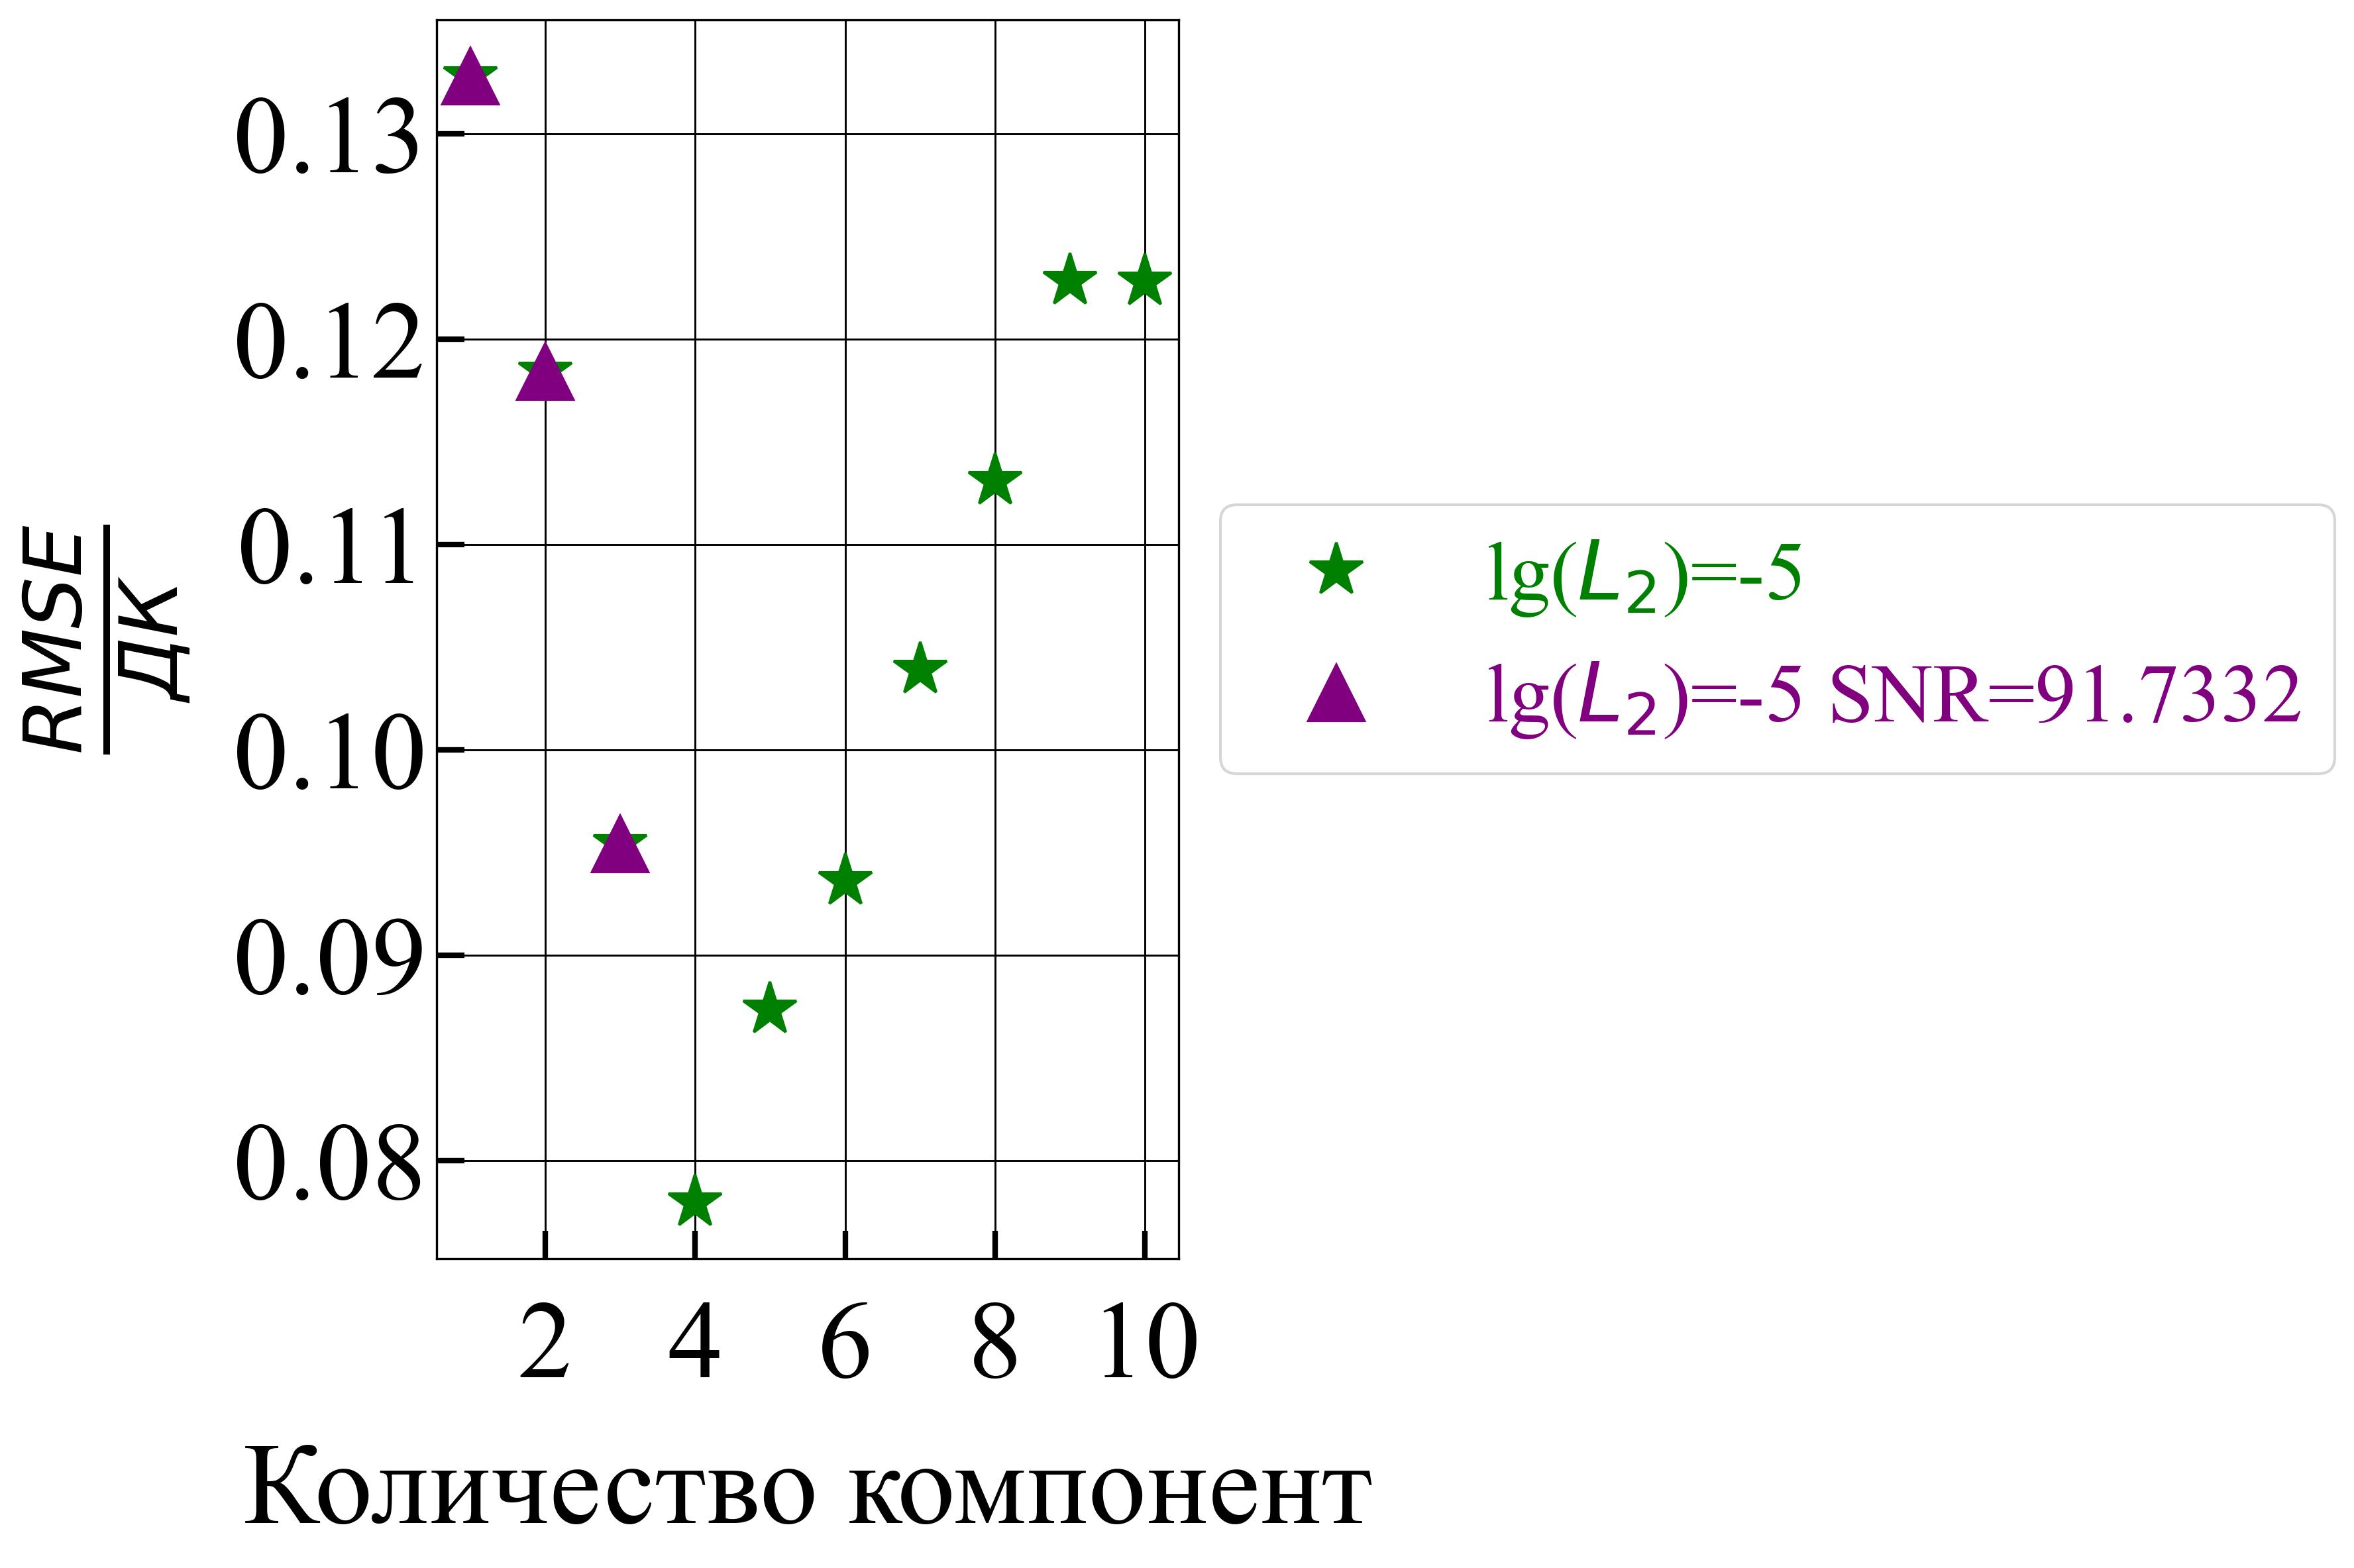 0.13
0.12
0.11
0.10
0.09
0.08
RMSE
ДК
2 4 6 8 10
Количество компонент
lg(L₂)=-5
lg(L₂)=-5 SNR=91.7332